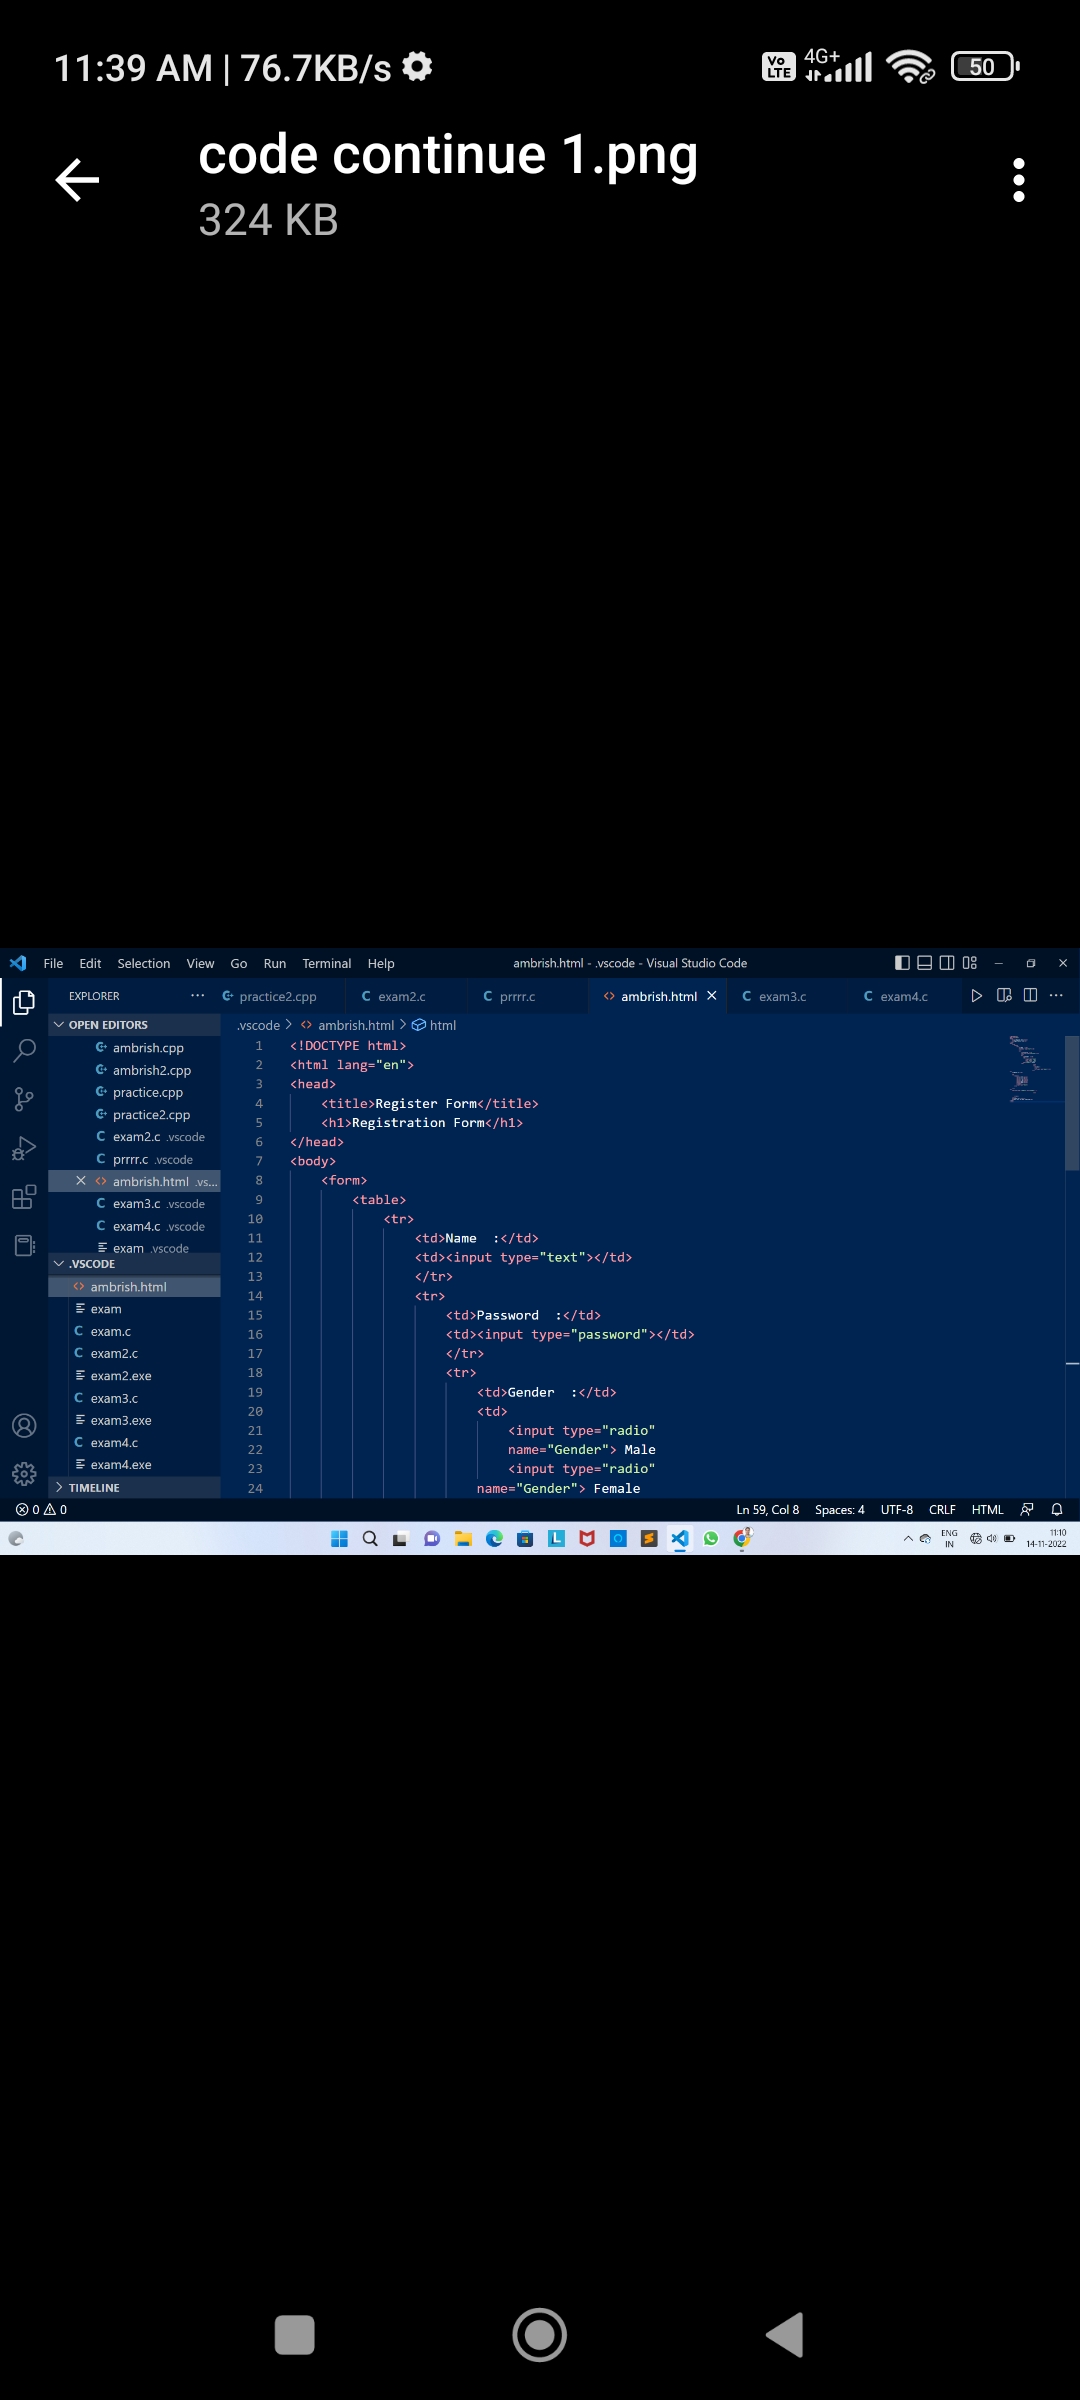 11:39 AM | 76.7KB/s
Vo LTE 4G+ 50
code continue 1.png
324 KB
File Edit Selection View Go Run Terminal Help ambrish.html - .vscode - Visual Studio Code
EXPLORER ··· practice2.cpp C exam2.c C prrrr.c <> ambrish.html × C exam3.c C exam4.c ···
OPEN EDITORS
ambrish.cpp
ambrish2.cpp
practice.cpp
practice2.cpp
C exam2.c .vscode
C prrrr.c .vscode
× <> ambrish.html .vs...
C exam3.c .vscode
C exam4.c .vscode
exam .vscode
.VSCODE
<> ambrish.html
exam
C exam.c
C exam2.c
exam2.exe
C exam3.c
exam3.exe
C exam4.c
exam4.exe
TIMELINE
.vscode > <> ambrish.html > html
1 <!DOCTYPE html>
2 <html lang="en">
3 <head>
4 <title>Register Form</title>
5 <h1>Registration Form</h1>
6 </head>
7 <body>
8 <form>
9 <table>
10 <tr>
11 <td>Name  :</td>
12 <td><input type="text"></td>
13 </tr>
14 <tr>
15 <td>Password  :</td>
16 <td><input type="password"></td>
17 </tr>
18 <tr>
19 <td>Gender  :</td>
20 <td>
21 <input type="radio"
22 name="Gender"> Male
23 <input type="radio"
24 name="Gender"> Female
0 0 Ln 59, Col 8 Spaces: 4 UTF-8 CRLF HTML
ENG IN 11:10 14-11-2022